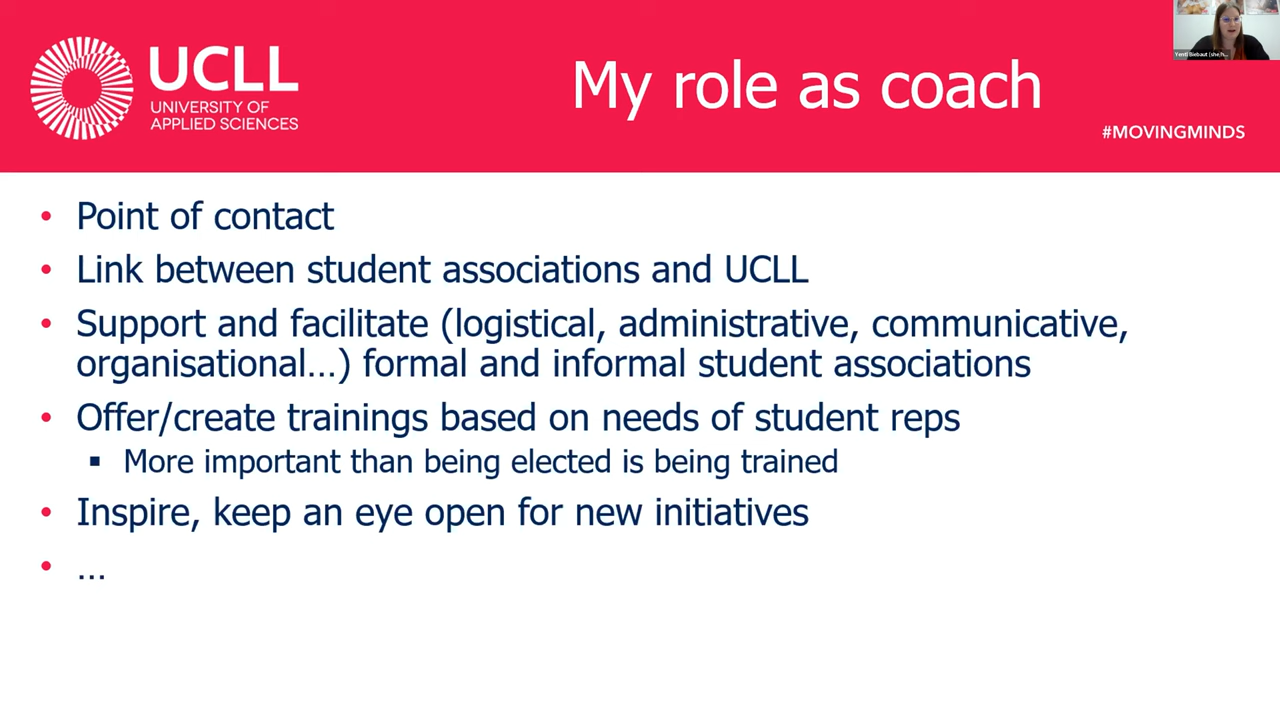 UCLL
UNIVERSITY OF
APPLIED SCIENCES
My role as coach
#MOVINGMINDS
• Point of contact
• Link between student associations and UCLL
• Support and facilitate (logistical, administrative, communicative,
organisational...) formal and informal student associations
• Offer/create trainings based on needs of student reps
▪ More important than being elected is being trained
• Inspire, keep an eye open for new initiatives
• ...